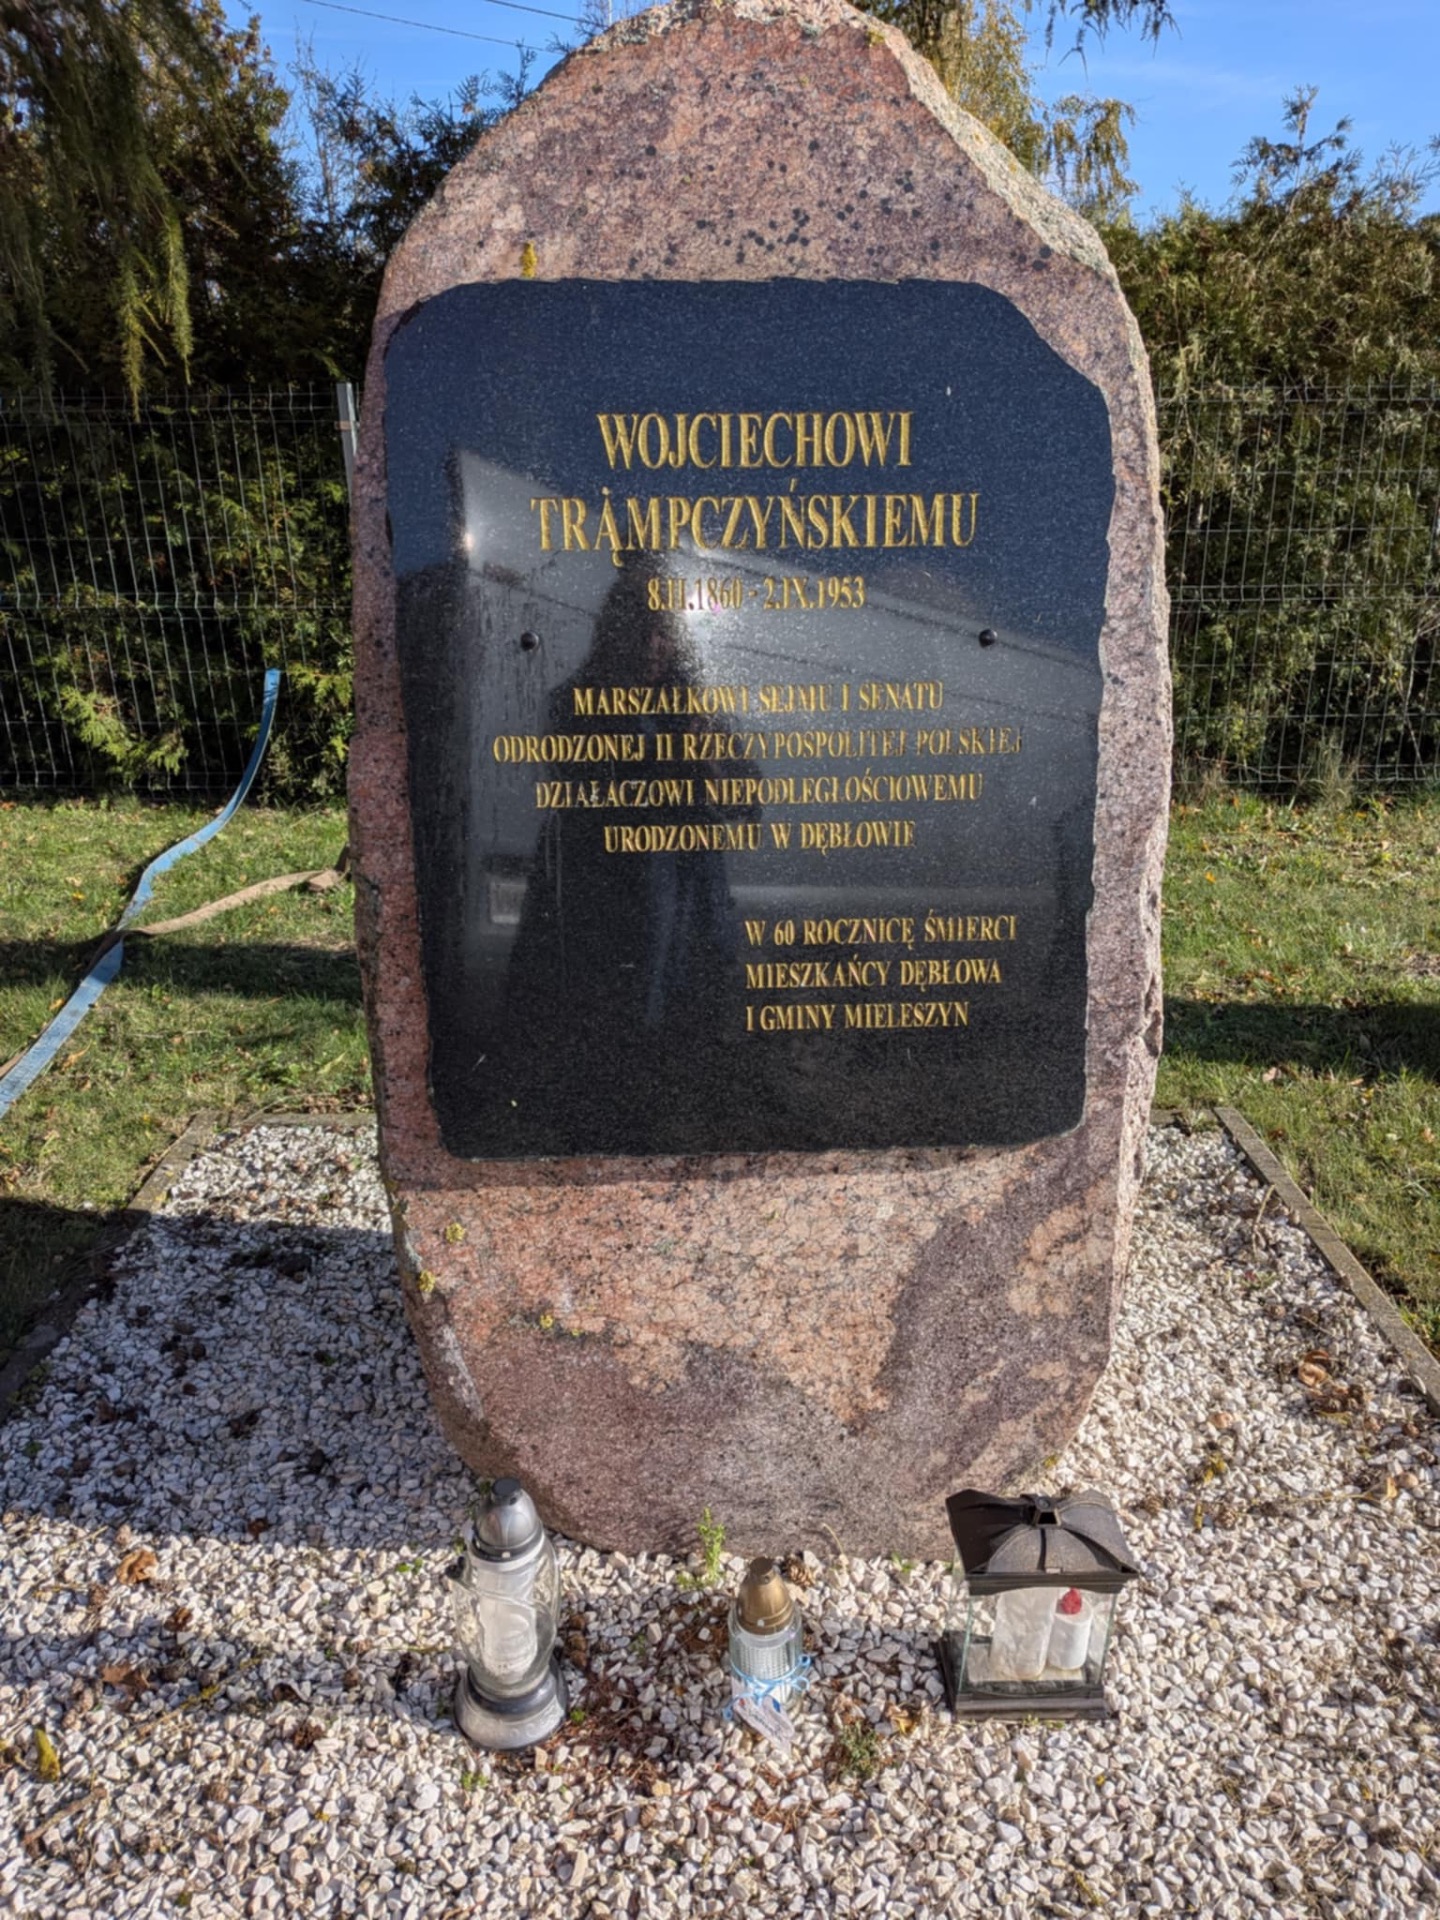 WOJCIECHOWI
TRĄMPCZYŃSKIEMU
8.II.1860 - 2.IX.1953
MARSZAŁKOWI SEJMU I SENATU
ODRODZONEJ II RZECZYPOSPOLITEJ POLSKIEJ
DZIAŁACZOWI NIEPODLEGŁOŚCIOWEMU
URODZONEMU W DĘBŁOWIE
W 60 ROCZNICĘ ŚMIERCI
MIESZKAŃCY DĘBŁOWA
I GMINY MIELESZYN